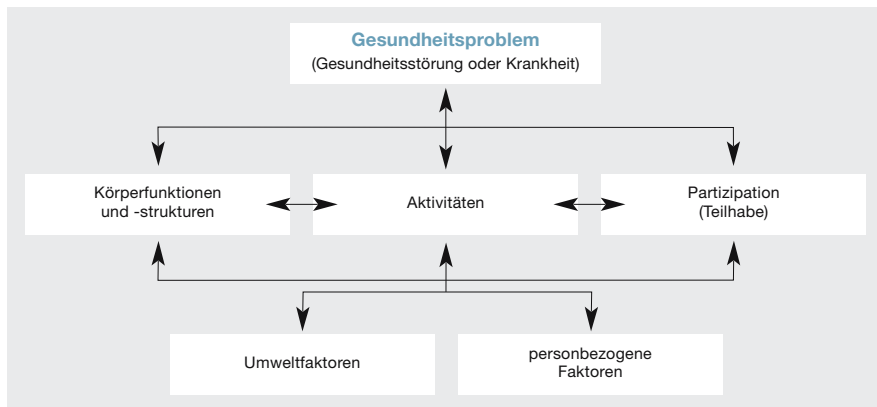 Gesundheitsproblem
(Gesundheitsstörung oder Krankheit)
Körperfunktionen
und -strukturen
Aktivitäten
Partizipation
(Teilhabe)
Umweltfaktoren
personbezogene
Faktoren